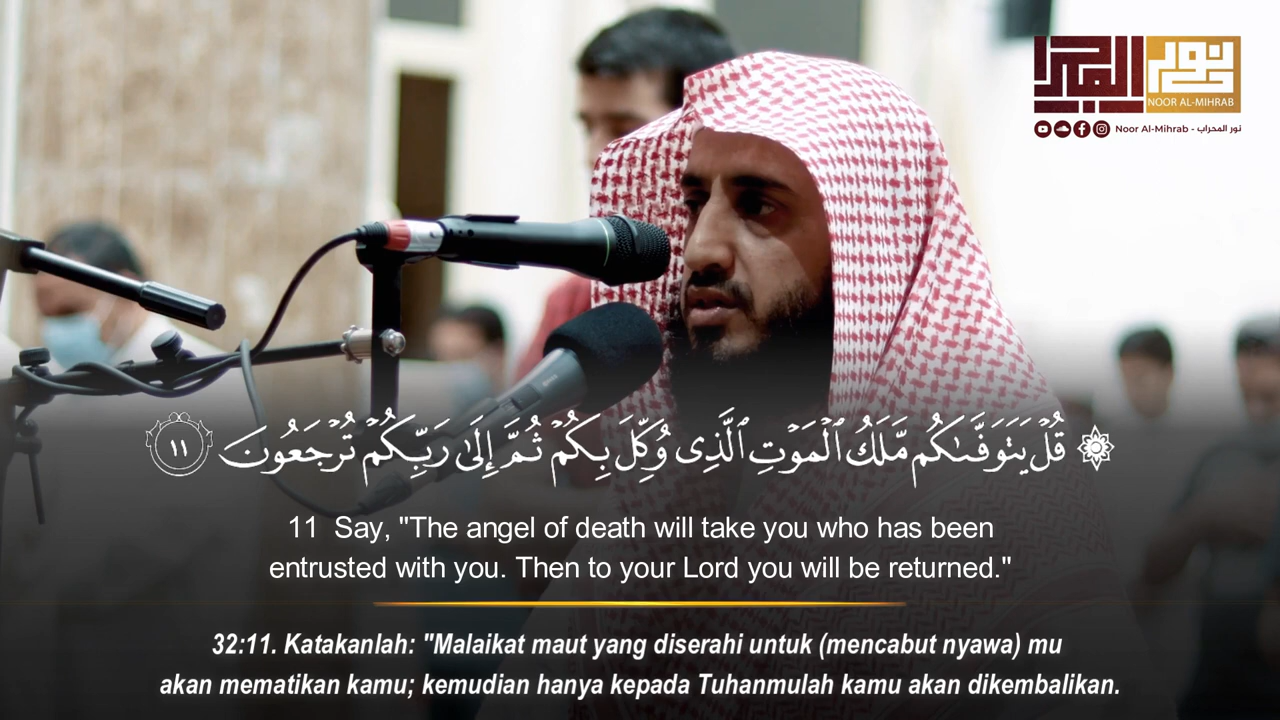 نور المحراب
NOOR AL-MIHRAB
Noor Al-Mihrab - نور المحراب
۞ قُلْ يَتَوَفَّىٰكُم مَّلَكُ ٱلْمَوْتِ ٱلَّذِى وُكِّلَ بِكُمْ ثُمَّ إِلَىٰ رَبِّكُمْ تُرْجَعُونَ ١١
11 Say, "The angel of death will take you who has been
entrusted with you. Then to your Lord you will be returned."
32:11. Katakanlah: "Malaikat maut yang diserahi untuk (mencabut nyawa) mu
akan mematikan kamu; kemudian hanya kepada Tuhanmulah kamu akan dikembalikan.